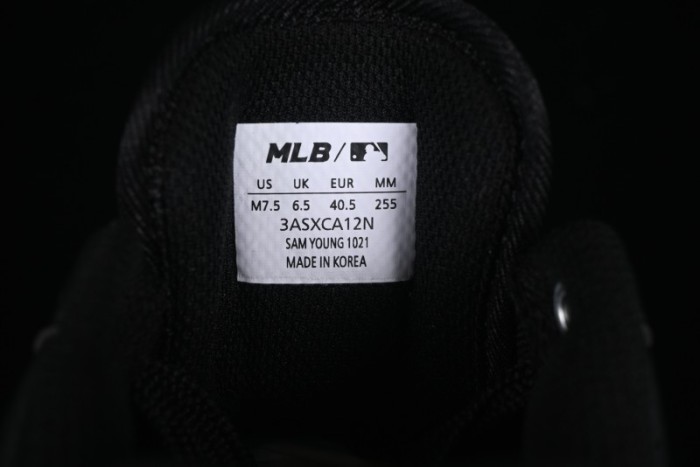 MLB /
US UK EUR MM
M7.5 6.5 40.5 255
3ASXCA12N
SAM YOUNG 1021
MADE IN KOREA